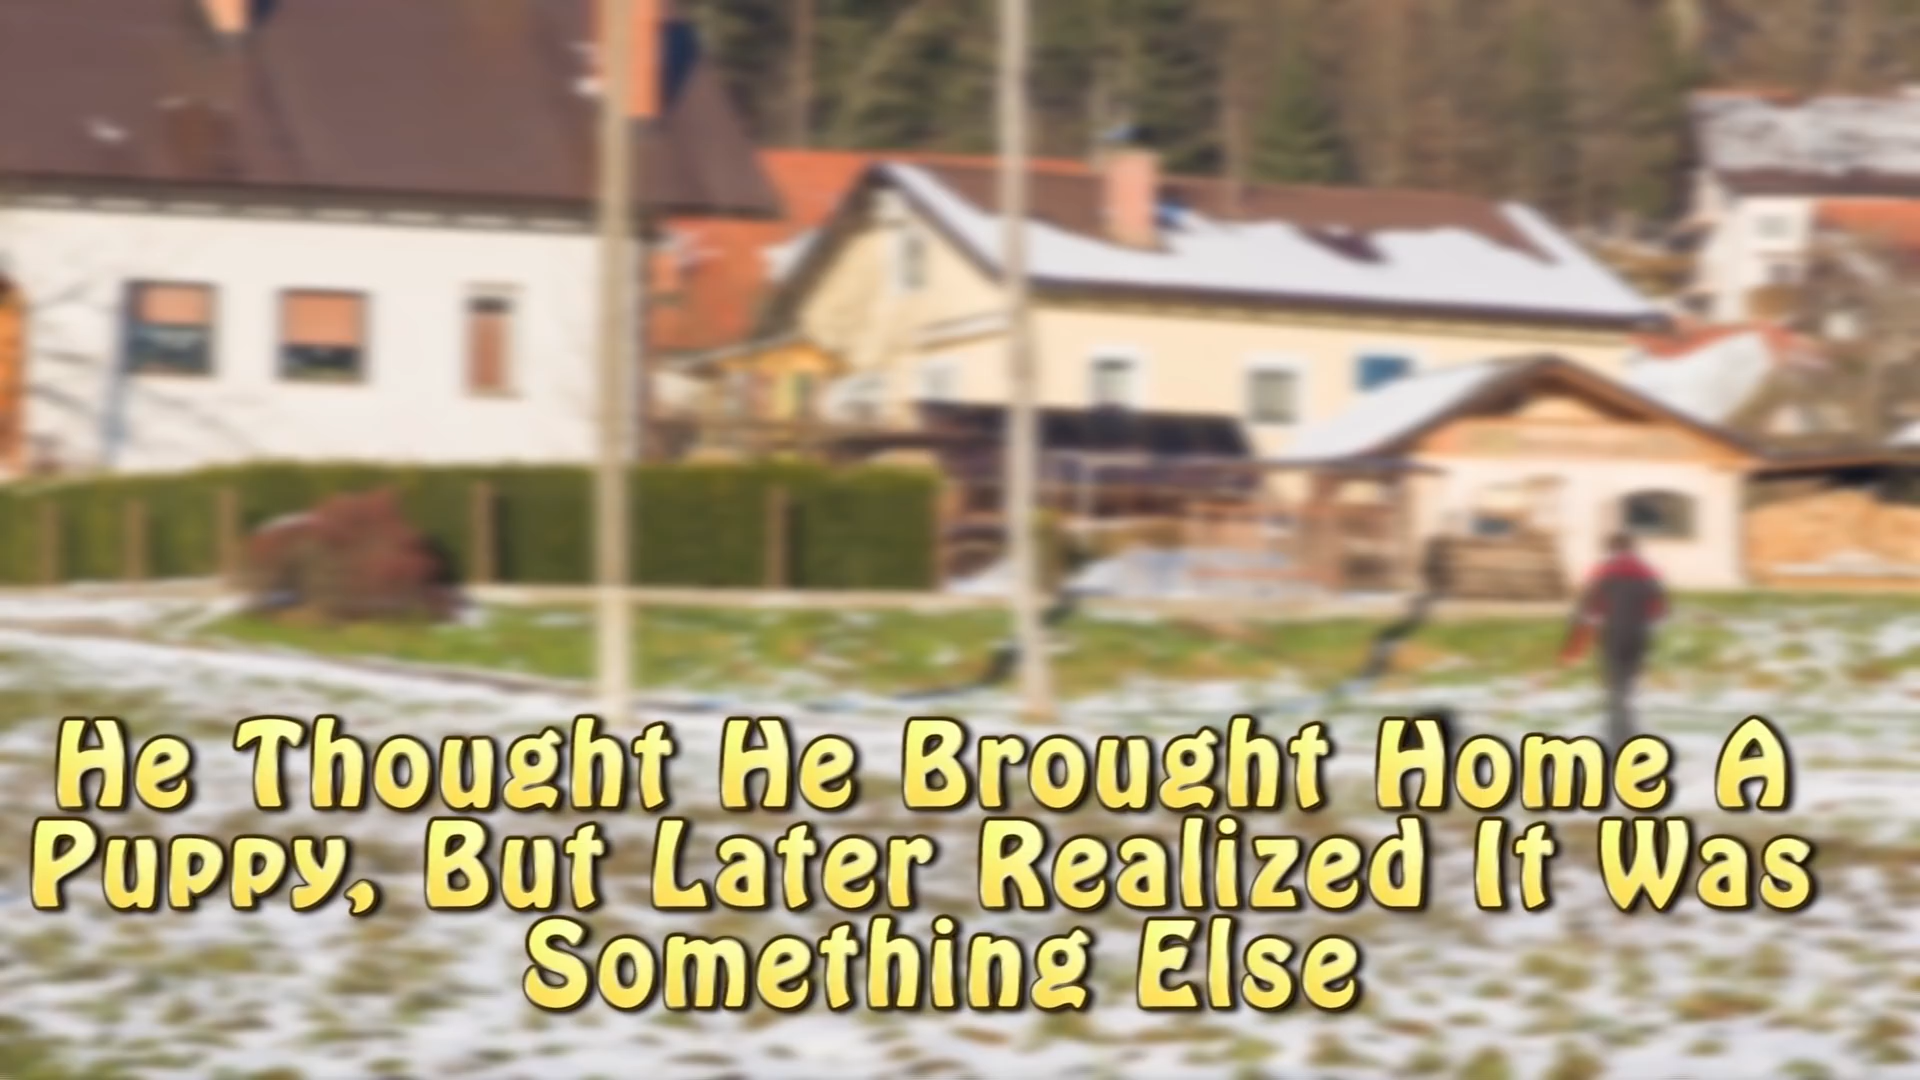 He Thought He Brought Home A
Puppy, But Later Realized It Was
Something Else